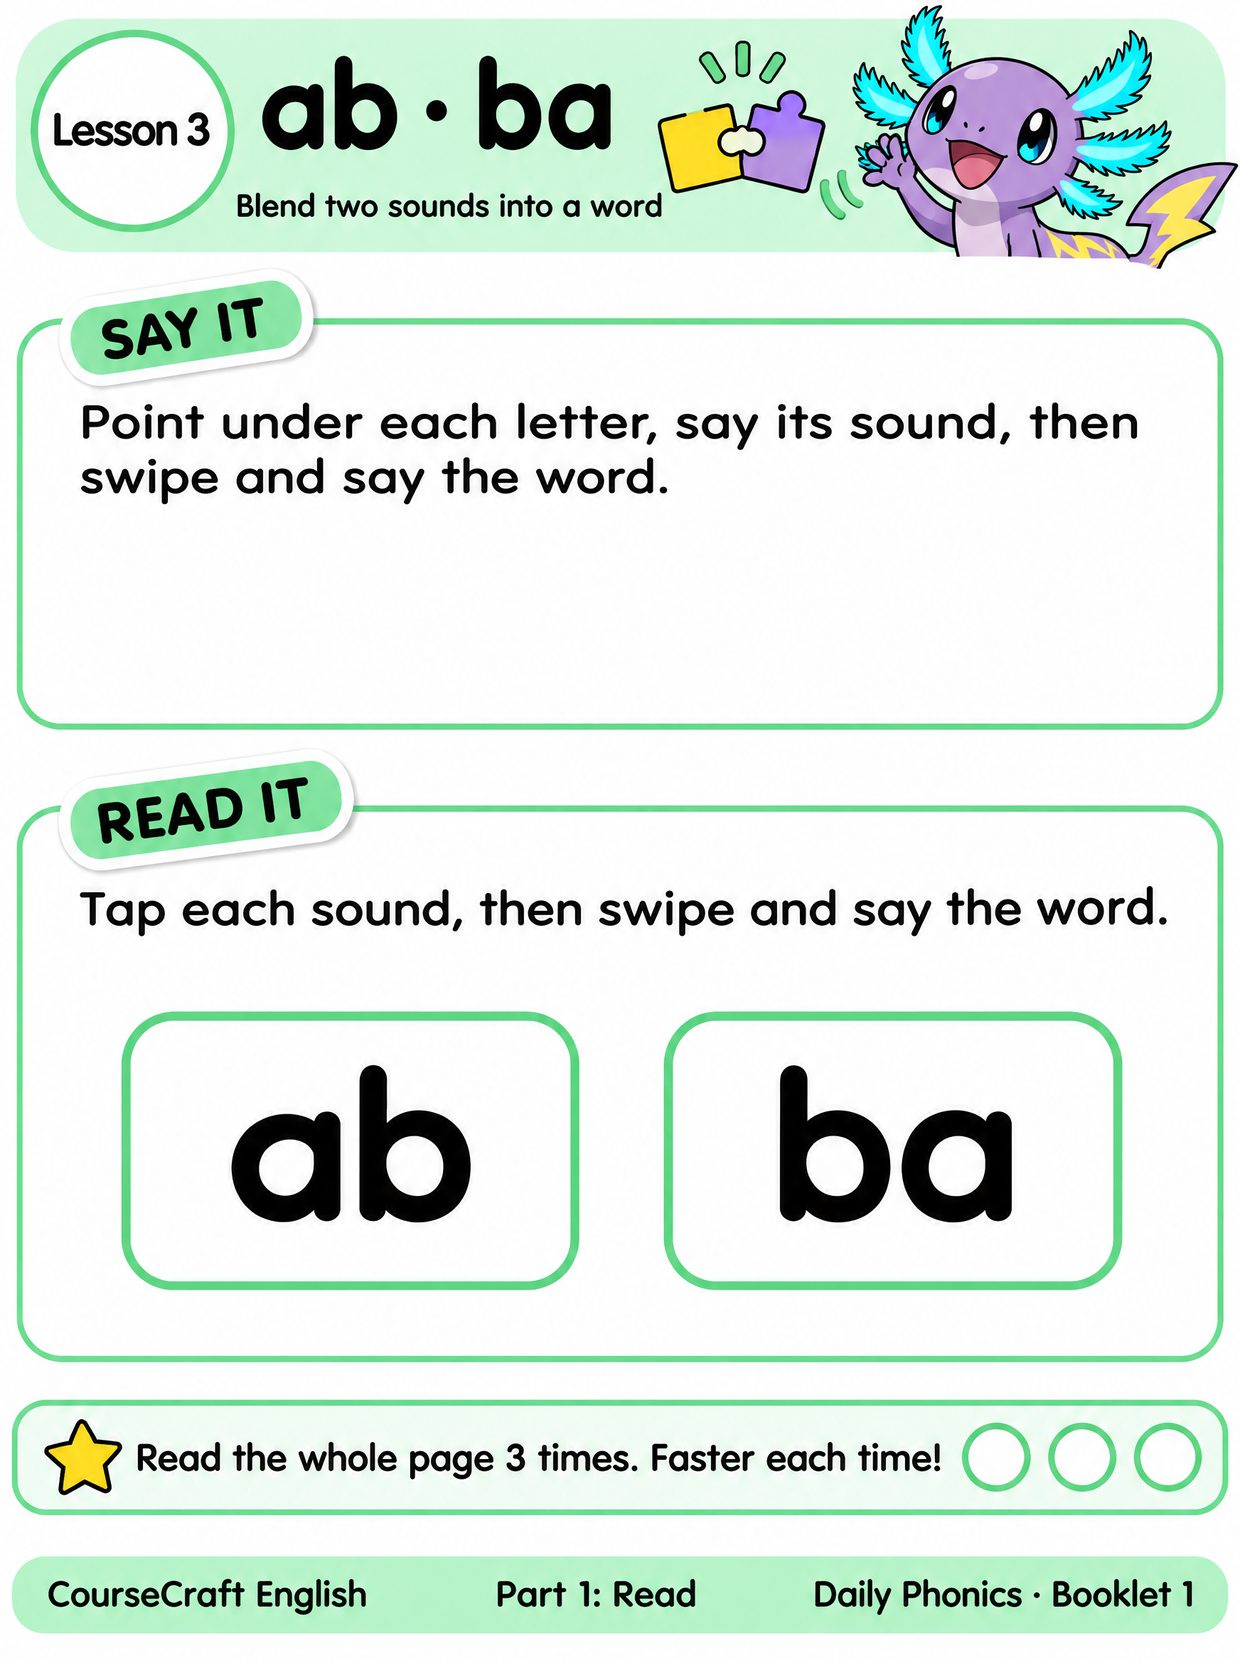 Lesson 3
ab · ba
Blend two sounds into a word
SAY IT
Point under each letter, say its sound, then
swipe and say the word.
READ IT
Tap each sound, then swipe and say the word.
ab
ba
Read the whole page 3 times. Faster each time!
CourseCraft English
Part 1: Read
Daily Phonics · Booklet 1